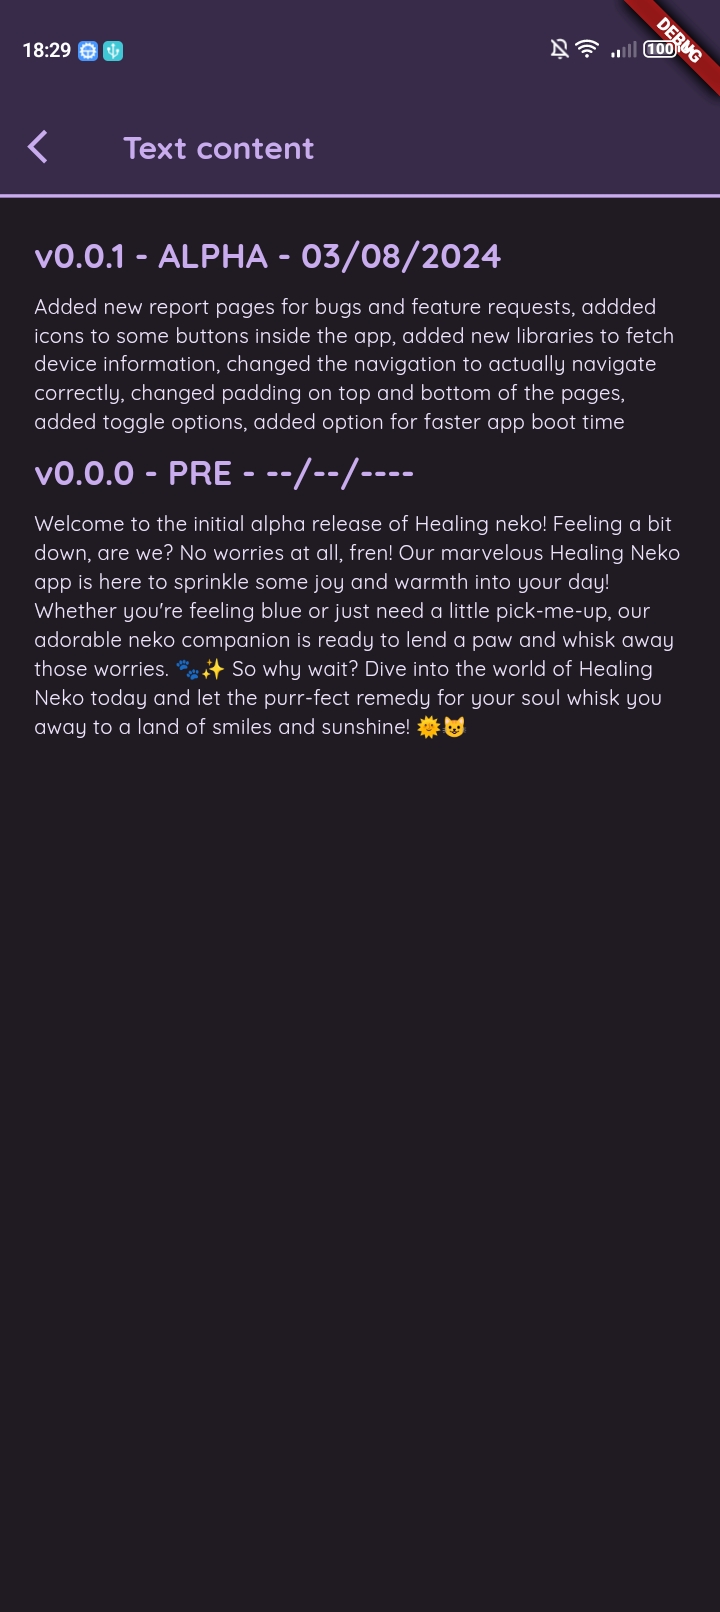 18:29
100
DEBUG
Text content
v0.0.1 - ALPHA - 03/08/2024
Added new report pages for bugs and feature requests, addded
icons to some buttons inside the app, added new libraries to fetch
device information, changed the navigation to actually navigate
correctly, changed padding on top and bottom of the pages,
added toggle options, added option for faster app boot time
v0.0.0 - PRE - --/--/----
Welcome to the initial alpha release of Healing neko! Feeling a bit
down, are we? No worries at all, fren! Our marvelous Healing Neko
app is here to sprinkle some joy and warmth into your day!
Whether you're feeling blue or just need a little pick-me-up, our
adorable neko companion is ready to lend a paw and whisk away
those worries. 🐾✨ So why wait? Dive into the world of Healing
Neko today and let the purr-fect remedy for your soul whisk you
away to a land of smiles and sunshine! 🌞😺